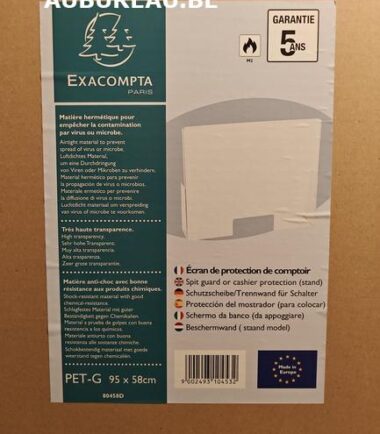 AUBUREAU.BE
EXACOMPTA
PARIS
M2
GARANTIE
5 ANS
Matière hermétique pour
empêcher la contamination
par virus ou microbe.
Airtight material to prevent
spread of virus or microbe.
Luftdichtes Material,
um eine Durchdringung
von Viren oder Mikroben zu verhindern.
Material hermético para prevenir
la propagación de virus o microbios.
Materiale ermetico per prevenire
la diffusione di virus o microbi.
Luchtdicht materiaal om verspreiding
van virus of microbe te voorkomen.
Très haute transparence.
High transparency.
Sehr hohe Transparent.
Muy alta transparencia.
Alta trasparenza.
Zeer grote transparantie.
Matière anti-choc avec bonne
résistance aux produits chimiques.
Shock-resistant material with good
chemical-resistance.
Schlagfestes Material mit guter
Beständigkeit gegen Chemikalien.
Material a prueba de golpes con buena
resistencia a los químicos.
Materiale antiurto con buona
resistenza alle sostanze chimiche.
Schokbestendig materiaal met goede
weerstand tegen chemicaliën.
PET-G 95 x 58cm
80458D
Écran de protection de comptoir
Spit guard or cashier protection (stand)
Schutzscheibe/Trennwand für Schalter
Protección del mostrador (para colocar)
Schermo da banco (da appoggiare)
Beschermwand ( staand model)
9 002493 104532
Made in
Europe